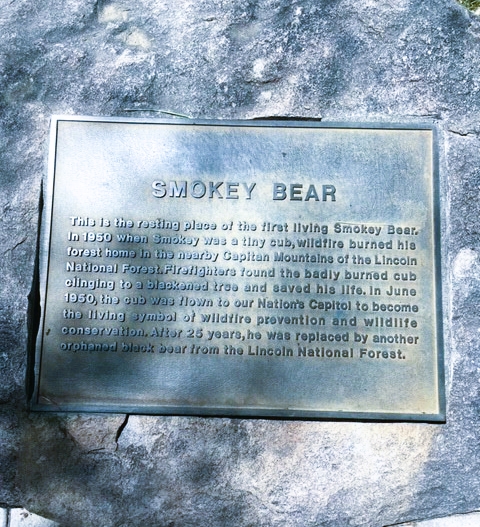 SMOKEY BEAR
This is the resting place of the first living Smokey Bear.
In 1950 when Smokey was a tiny cub, wildfire burned his
forest home in the nearby Capitan Mountains of the Lincoln
National Forest. Firefighters found the badly burned cub
clinging to a blackened tree and saved his life. In June
1950, the cub was flown to our Nation's Capitol to become
the living symbol of wildfire prevention and wildlife
conservation. After 25 years, he was replaced by another
orphaned black bear from the Lincoln National Forest.